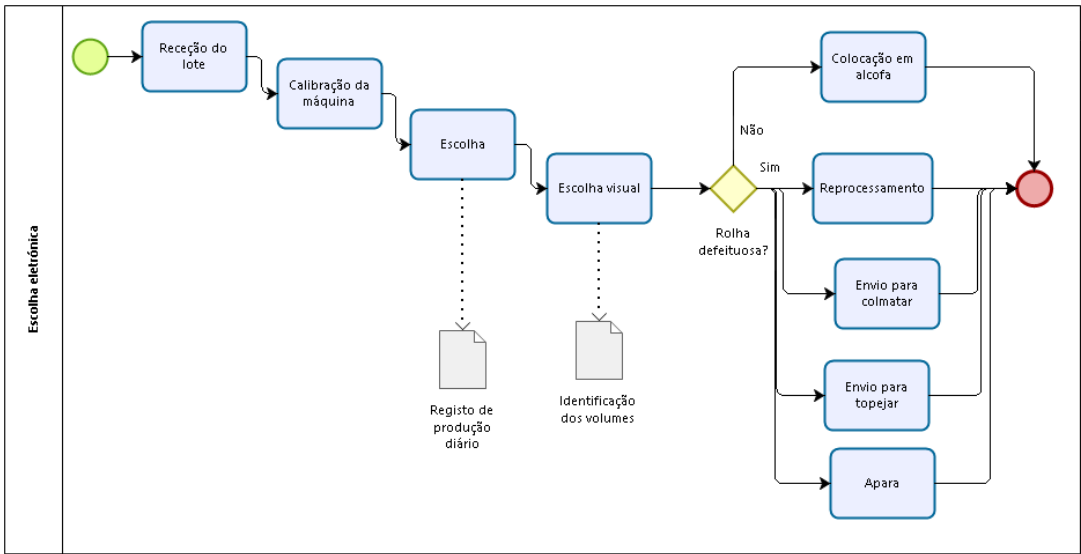 Escolha eletrónica
Receção do
lote
Calibração da
máquina
Escolha
Escolha visual
Registo de
produção
diário
Identificação
dos volumes
Rolha
defeituosa?
Não
Sim
Colocação em
alcofa
Reprocessamento
Envio para
colmatar
Envio para
topejar
Apara